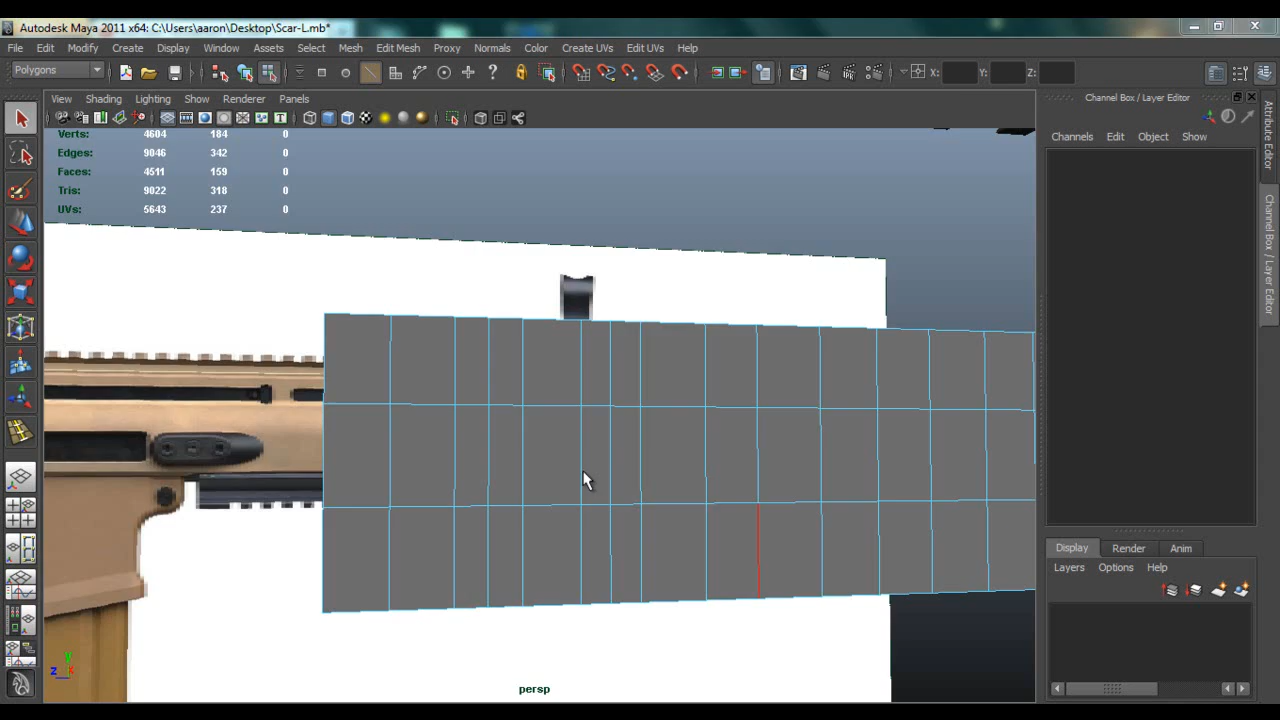 Autodesk Maya 2011 x64: C:\Users\aaron\Desktop\Scar-L.mb*
File Edit Modify Create Display Window Assets Select Mesh Edit Mesh Proxy Normals Color Create UVs Edit UVs Help
Polygons X: Y: Z:
View Shading Lighting Show Renderer Panels
Channel Box / Layer Editor
Channels Edit Object Show
Verts: 4604 184 0
Edges: 9046 342 0
Faces: 4511 159 0
Tris: 9022 318 0
UVs: 5643 237 0
Attribute Editor
Channel Box / Layer Editor
Display Render Anim
Layers Options Help
persp